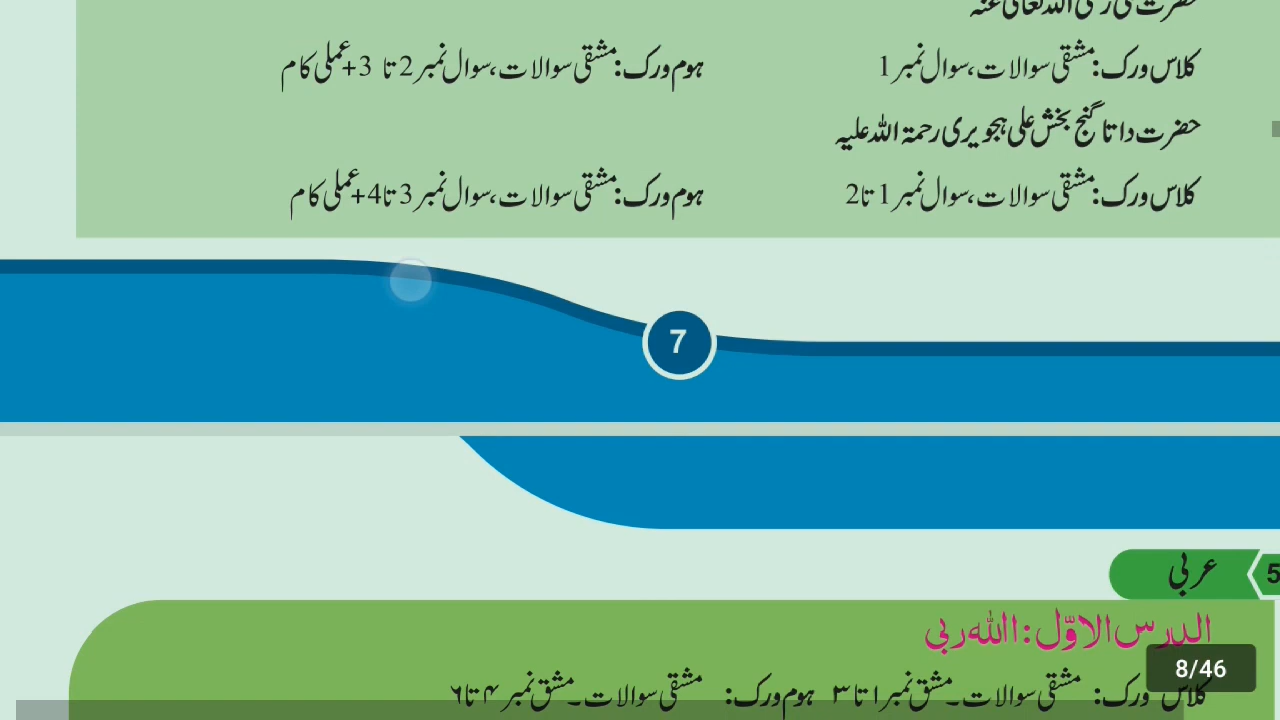 کلاس ورک: مشقی سوالات، سوال نمبر 1 ہوم ورک: مشقی سوالات، سوال نمبر 2 تا 3+عملی کام
حضرت داتا گنج بخش علی ہجویری رحمۃ اللہ علیہ
کلاس ورک: مشقی سوالات، سوال نمبر 1 تا 2 ہوم ورک: مشقی سوالات، سوال نمبر 3 تا 4+عملی کام
7
5 عربی
الدرس الاوّل: اللہ ربی
8/46
کلاس ورک: مشقی سوالات۔ مشق نمبر ۱ تا ۳ ہوم ورک: مشقی سوالات۔ مشق نمبر ۴ تا ۶